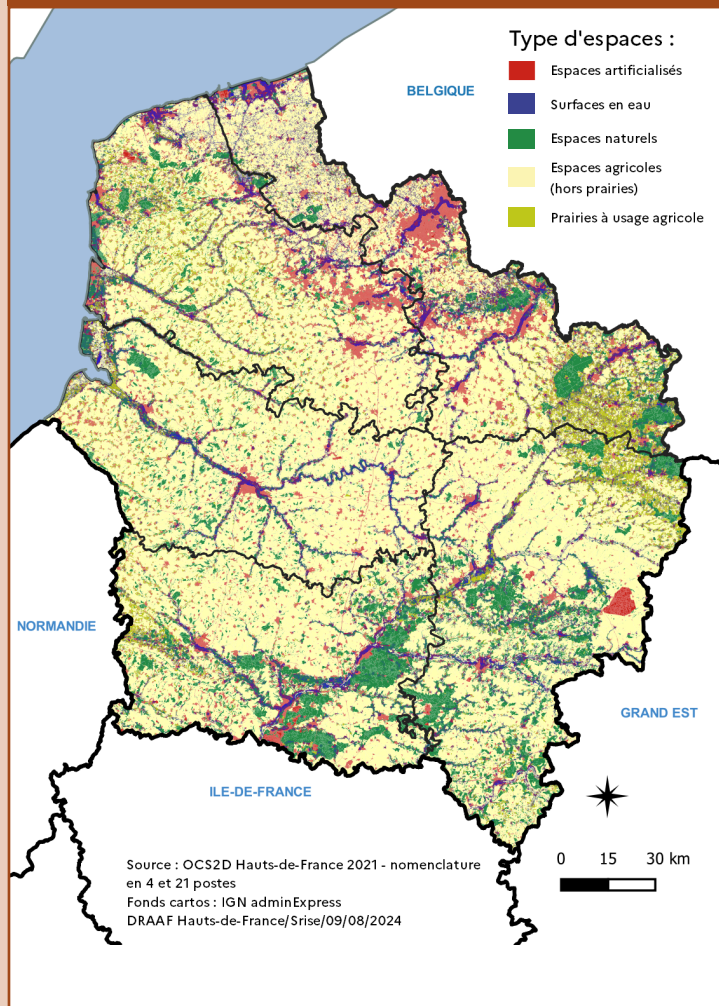 Type d'espaces :
Espaces artificialisés
BELGIQUE
Surfaces en eau
Espaces naturels
Espaces agricoles
(hors prairies)
Prairies à usage agricole
NORMANDIE
GRAND EST
ILE-DE-FRANCE
Source : OCS2D Hauts-de-France 2021 - nomenclature
en 4 et 21 postes
Fonds cartos : IGN adminExpress
DRAAF Hauts-de-France/Srise/09/08/2024
0 15 30 km